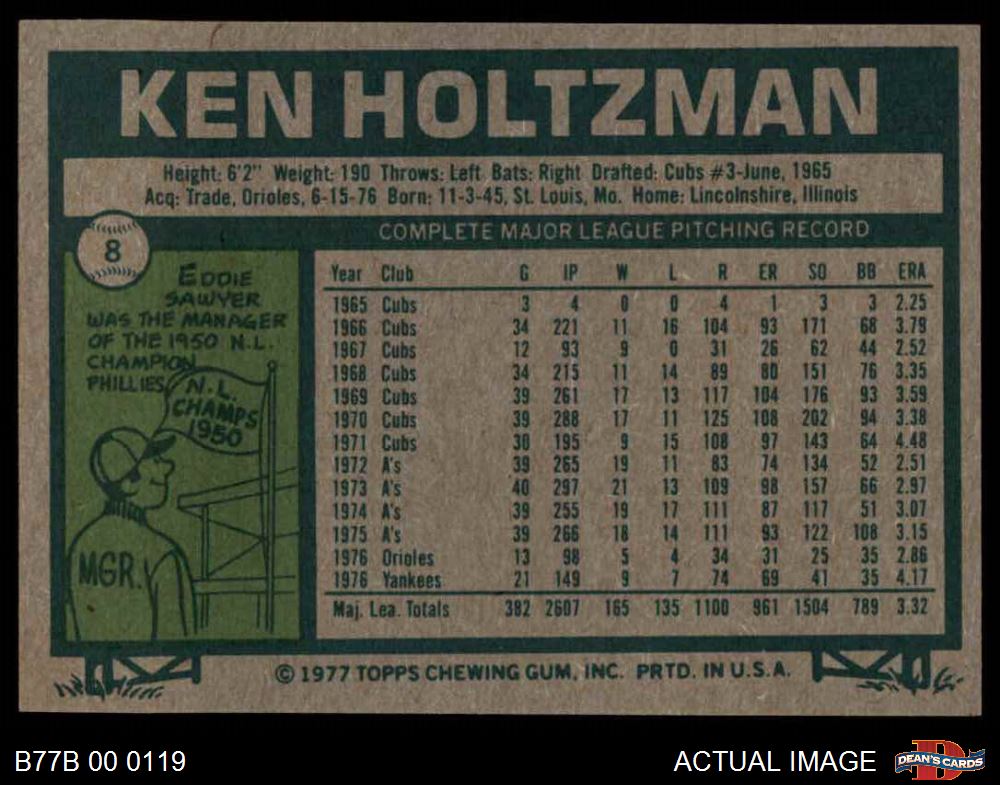 KEN HOLTZMAN
Height: 6'2" Weight: 190 Throws: Left Bats: Right Drafted: Cubs #3-June, 1965
Acq: Trade, Orioles, 6-15-76 Born: 11-3-45, St. Louis, Mo. Home: Lincolnshire, Illinois
8
EDDIE
SAWYER
WAS THE MANAGER
OF THE 1950 N.L.
CHAMPION
PHILLIES
N.L.
CHAMPS
1950
MGR.
COMPLETE MAJOR LEAGUE PITCHING RECORD
Year Club G IP W L R ER SO BB ERA
1965 Cubs 3 4 0 0 4 1 3 3 2.25
1966 Cubs 34 221 11 16 104 93 171 68 3.79
1967 Cubs 12 93 9 0 31 26 62 44 2.52
1968 Cubs 34 215 11 14 89 80 151 76 3.35
1969 Cubs 39 261 17 13 117 104 176 93 3.59
1970 Cubs 39 288 17 11 125 108 202 94 3.38
1971 Cubs 30 195 9 15 108 97 143 64 4.48
1972 A's 39 265 19 11 83 74 134 52 2.51
1973 A's 40 297 21 13 109 98 157 66 2.97
1974 A's 39 255 19 17 111 87 117 51 3.07
1975 A's 39 266 18 14 111 93 122 108 3.15
1976 Orioles 13 98 5 4 34 31 25 35 2.86
1976 Yankees 21 149 9 7 74 69 41 35 4.17
Maj. Lea. Totals 382 2607 165 135 1100 961 1504 789 3.32
© 1977 TOPPS CHEWING GUM, INC. PRTD. IN U.S.A.
B77B 00 0119
ACTUAL IMAGE
DEAN'S CARDS